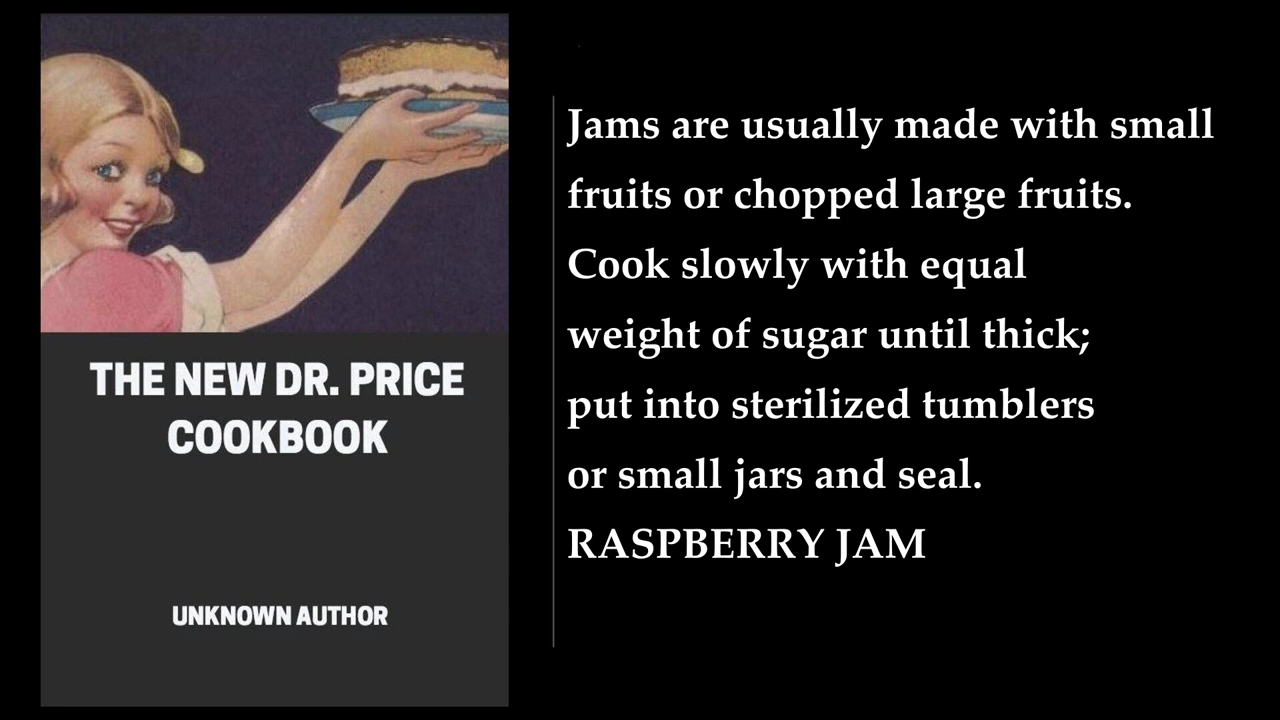 THE NEW DR. PRICE
COOKBOOK
UNKNOWN AUTHOR
Jams are usually made with small
fruits or chopped large fruits.
Cook slowly with equal
weight of sugar until thick;
put into sterilized tumblers
or small jars and seal.
RASPBERRY JAM